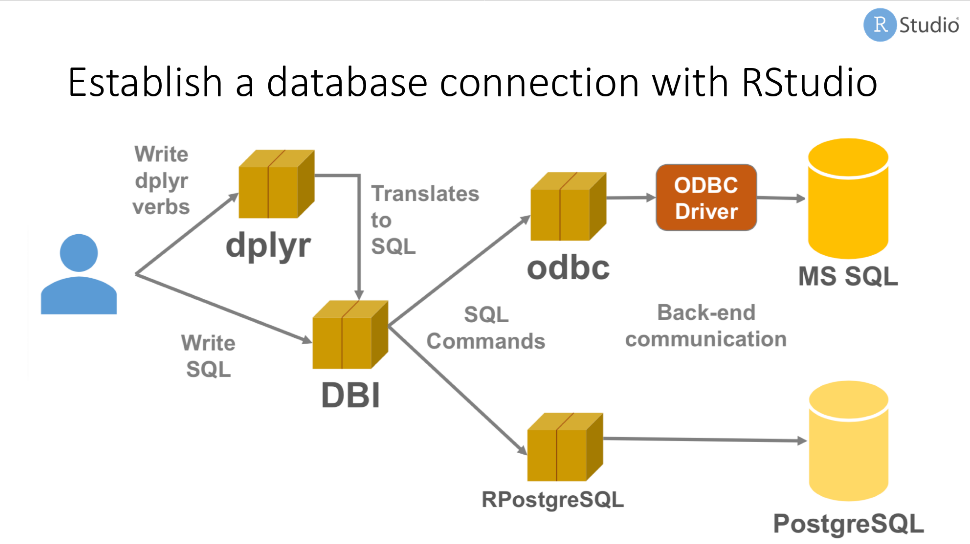 R Studio
Establish a database connection with RStudio
Write
dplyr
verbs
dplyr
Translates
to
SQL
Write
SQL
DBI
SQL
Commands
odbc
ODBC
Driver
MS SQL
Back-end
communication
RPostgreSQL
PostgreSQL